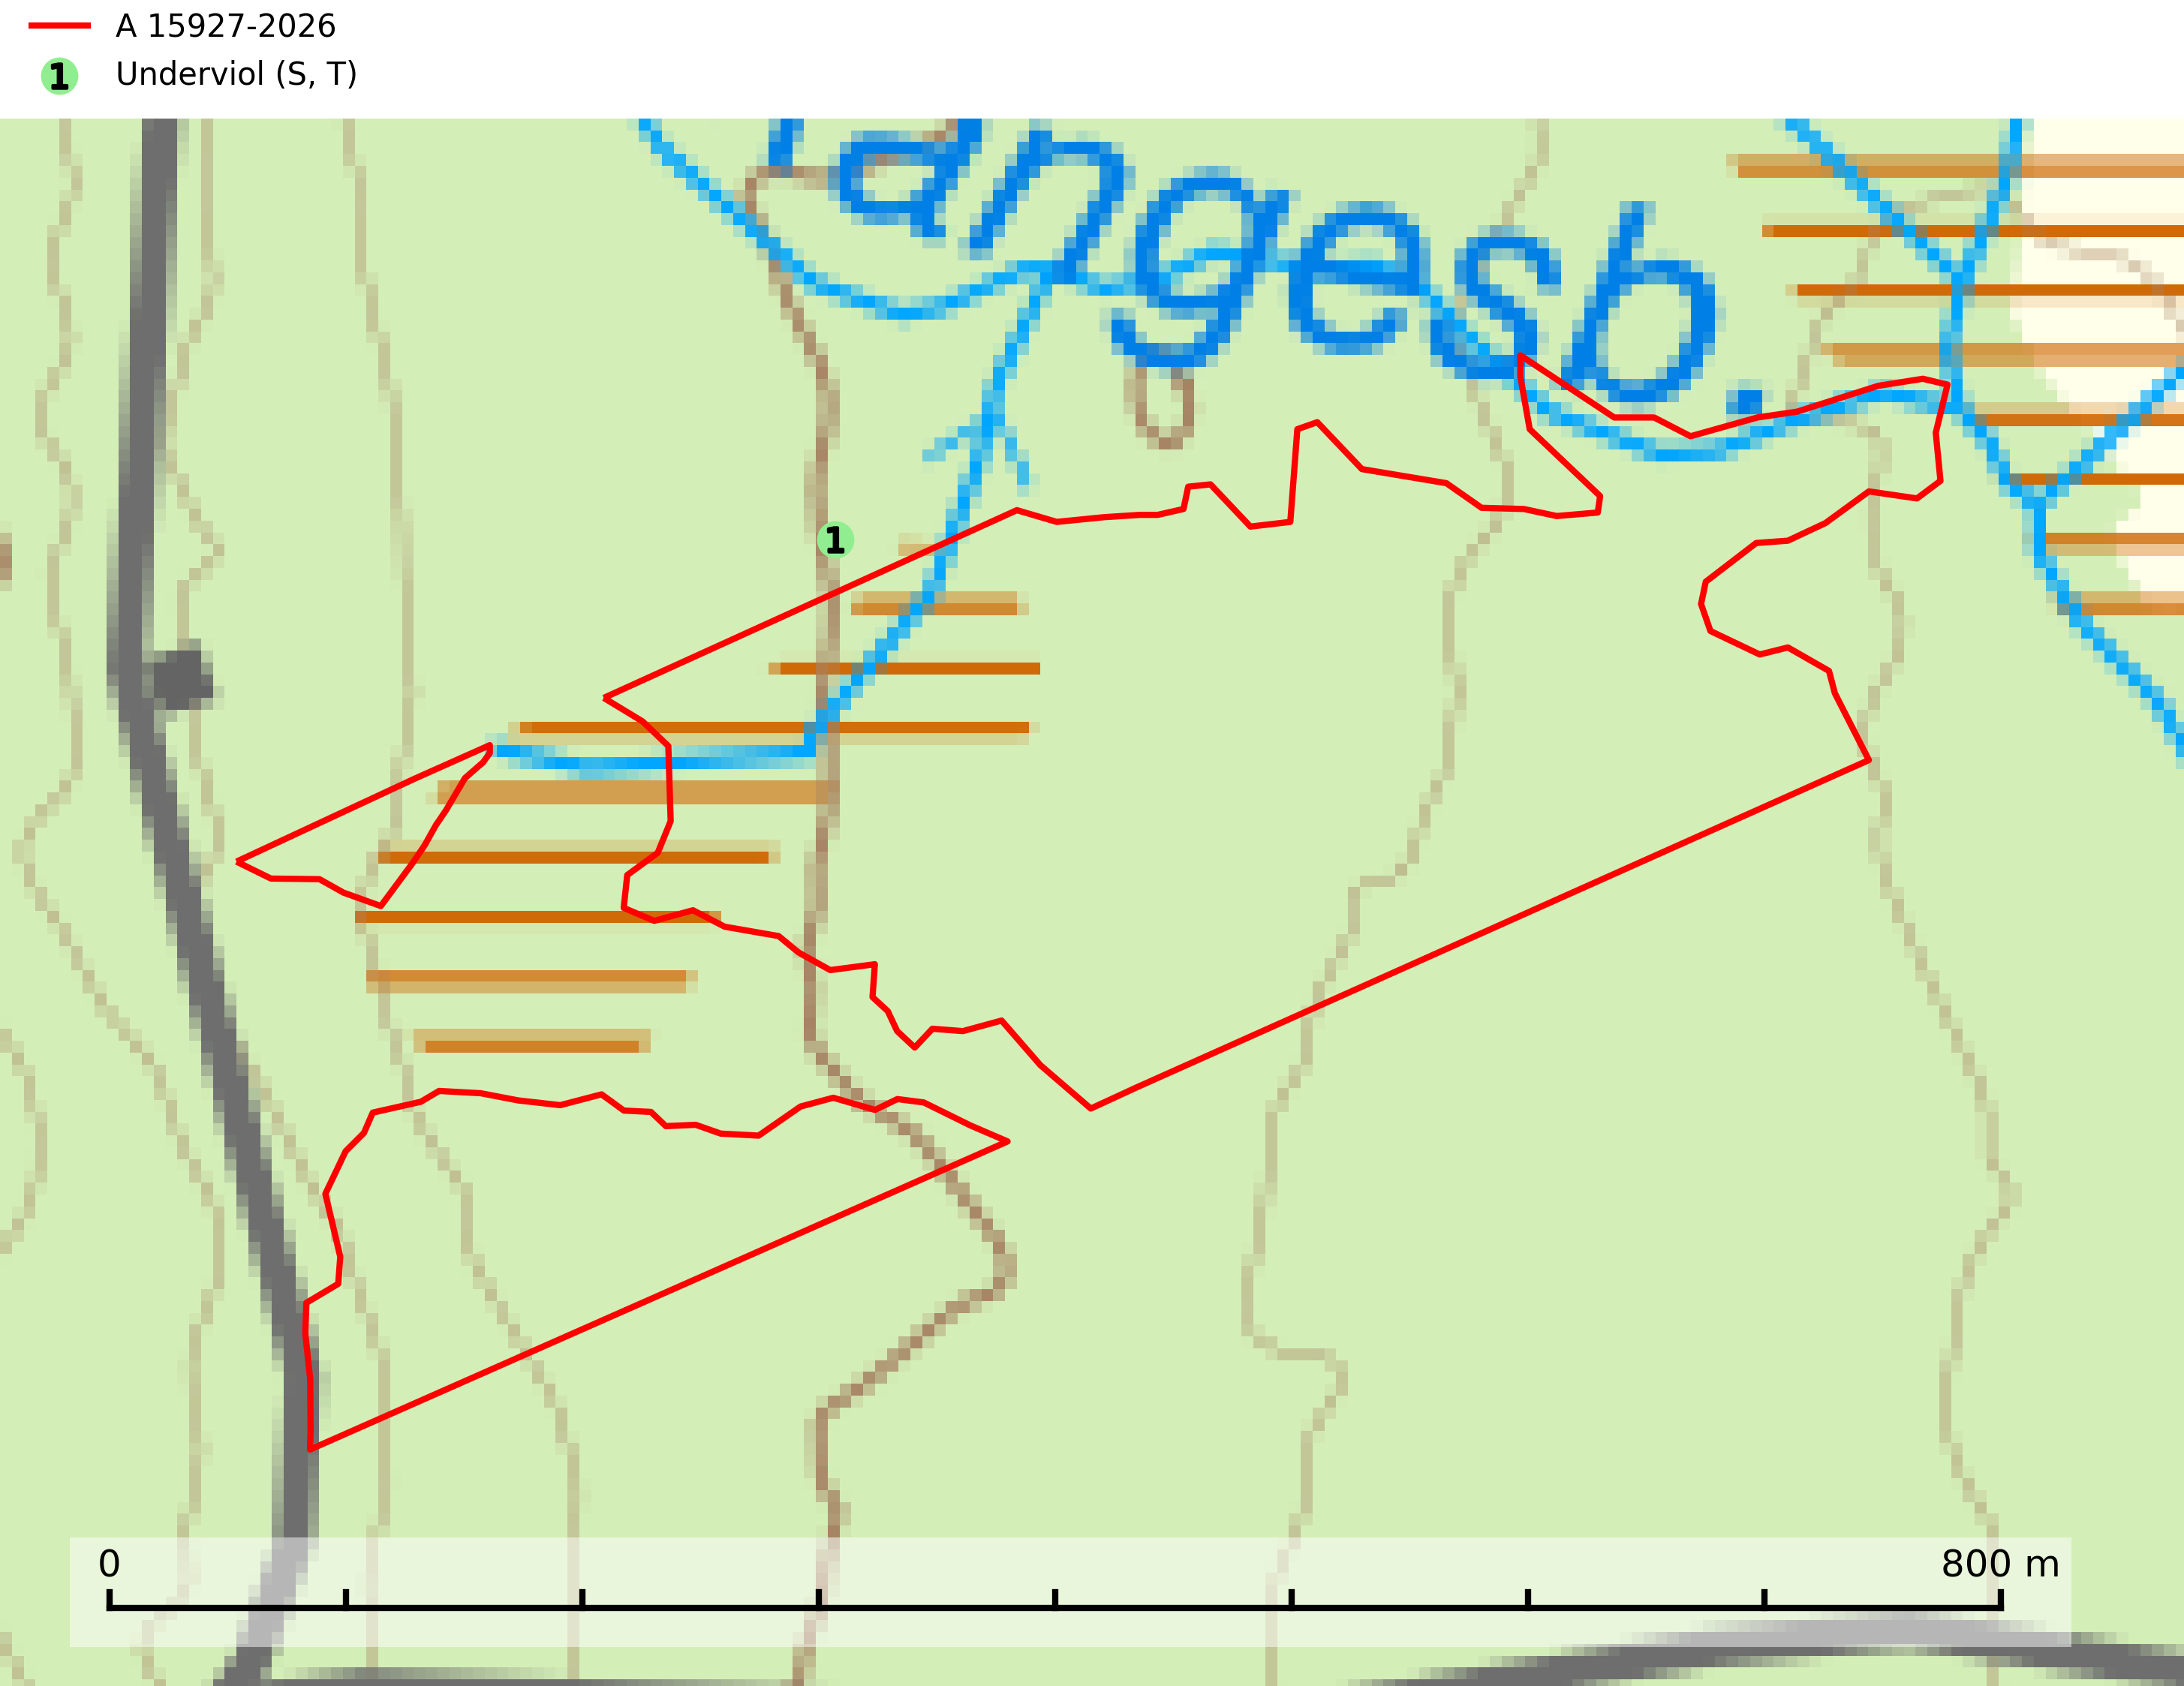 A 15927-2026
1 Underviol (S, T)
angesb.
1
0 800 m